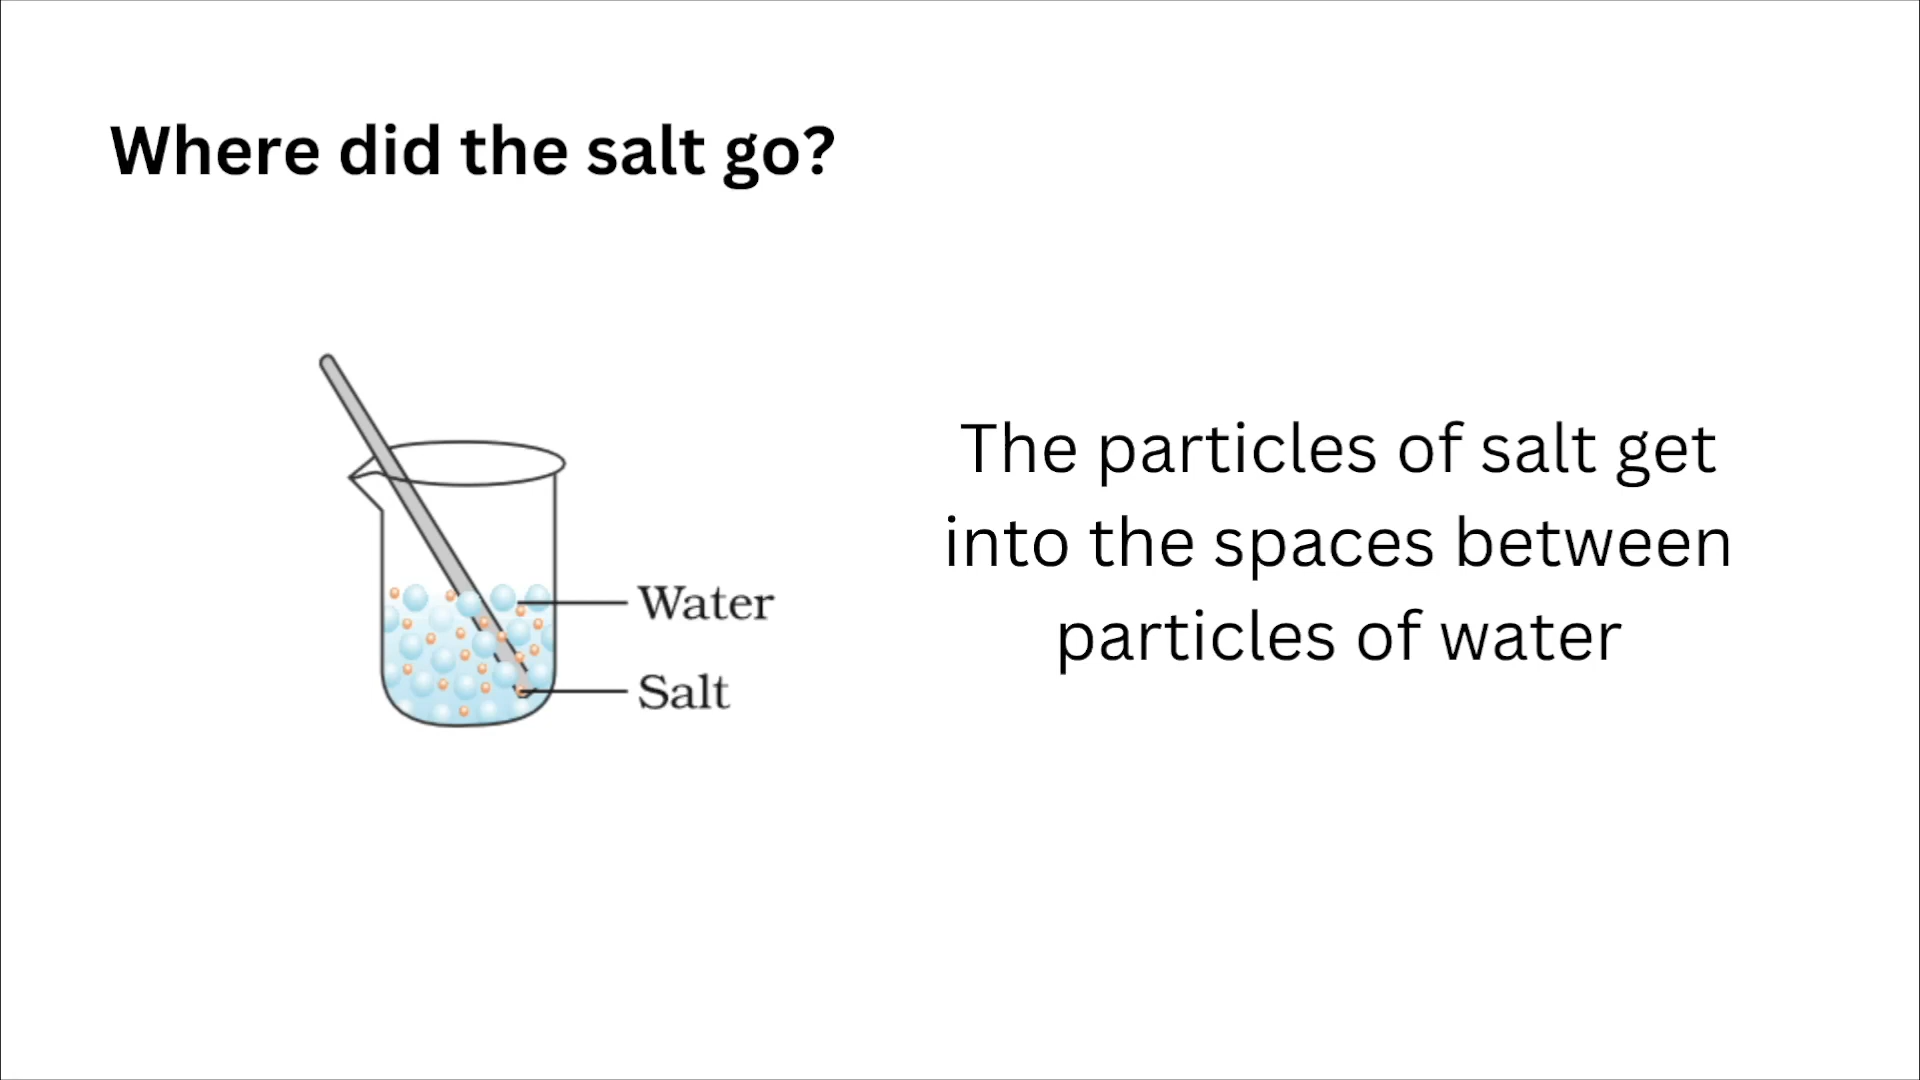 Where did the salt go?
Water
Salt
The particles of salt get
into the spaces between
particles of water